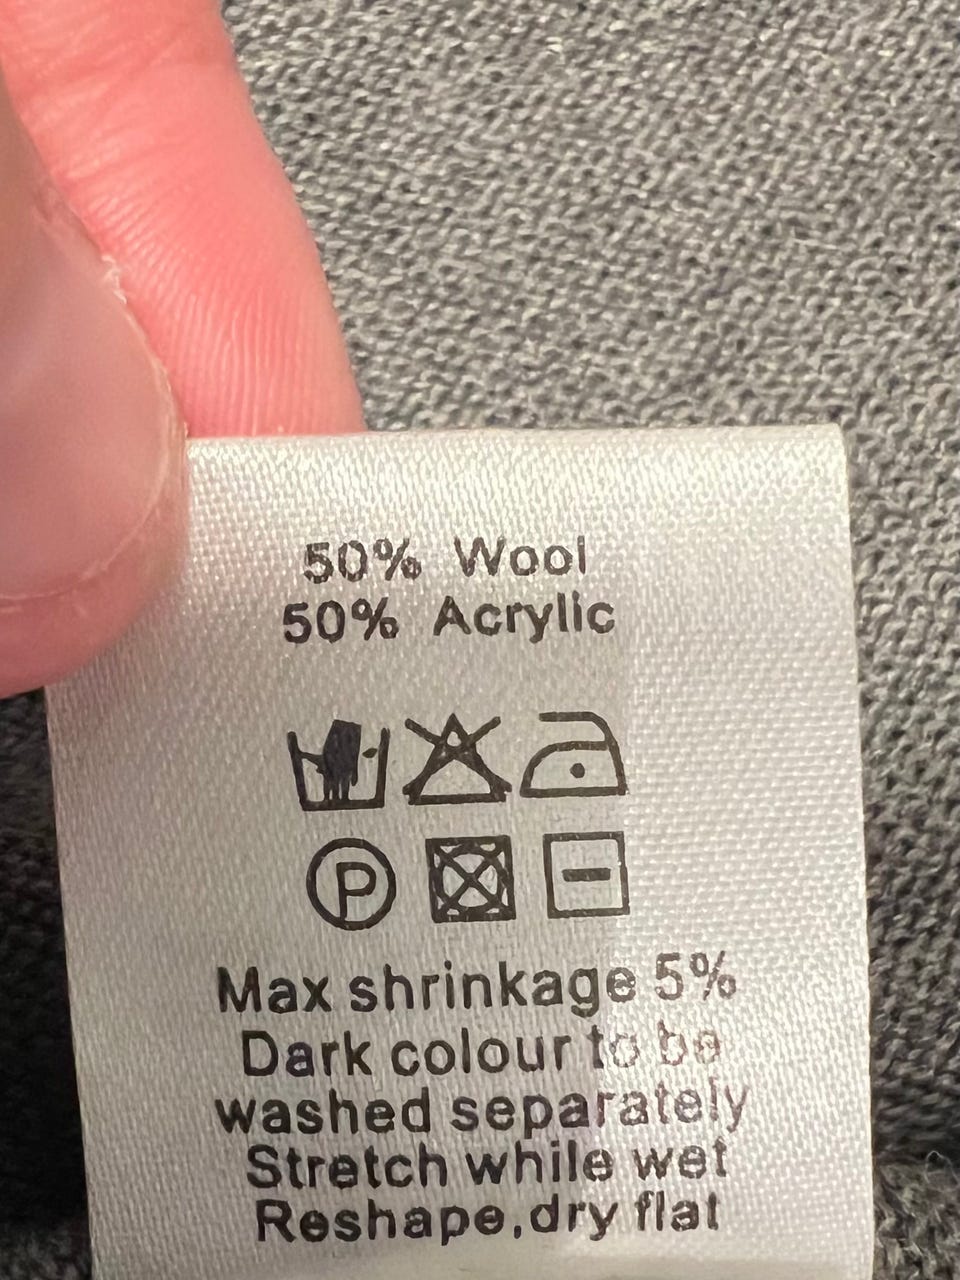 50% Wool
50% Acrylic
P
Max shrinkage 5%
Dark colour to be
washed separately
Stretch while wet
Reshape,dry flat